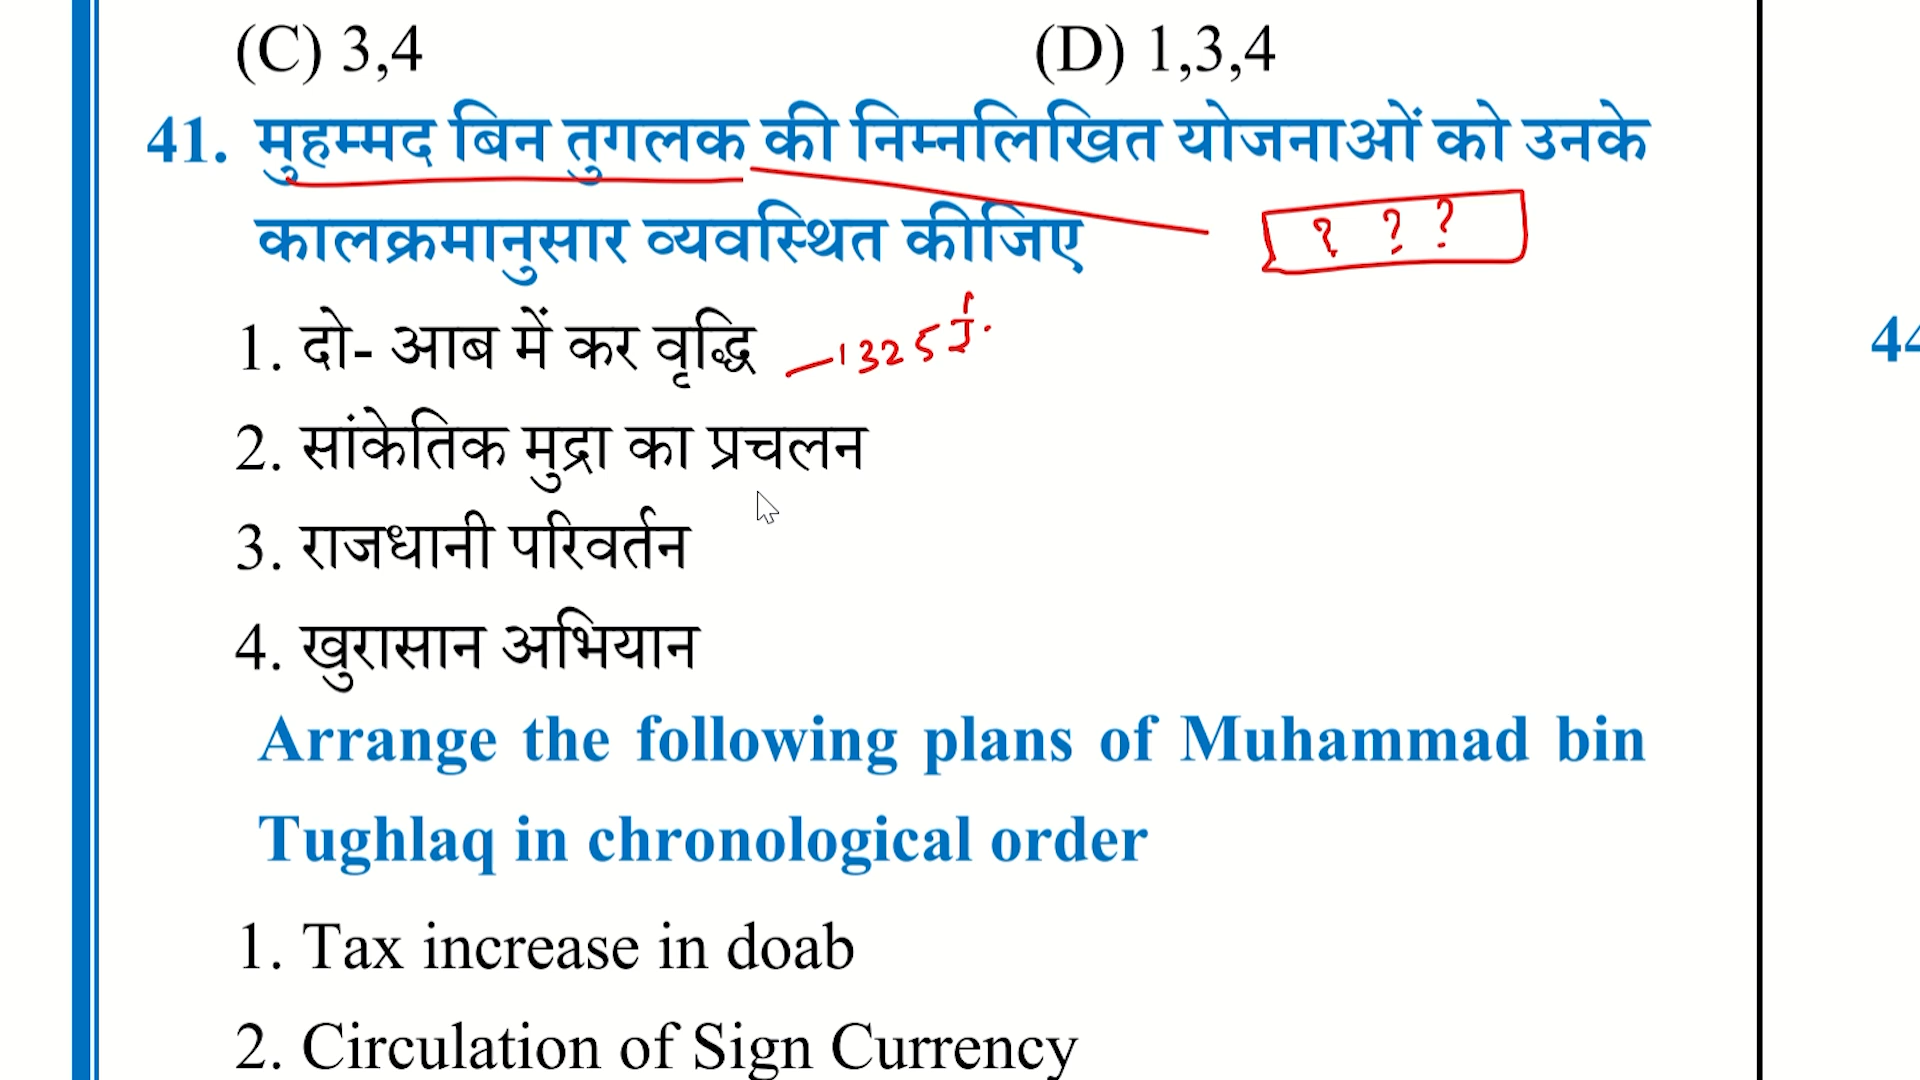 (C) 3,4 (D) 1,3,4
41. मुहम्मद बिन तुगलक की निम्नलिखित योजनाओं को उनके
कालक्रमानुसार व्यवस्थित कीजिए ? ? ?
1. दो- आब में कर वृद्धि –1325 ई.
44
2. सांकेतिक मुद्रा का प्रचलन
3. राजधानी परिवर्तन
4. खुरासान अभियान
Arrange the following plans of Muhammad bin
Tughlaq in chronological order
1. Tax increase in doab
2. Circulation of Sign Currency